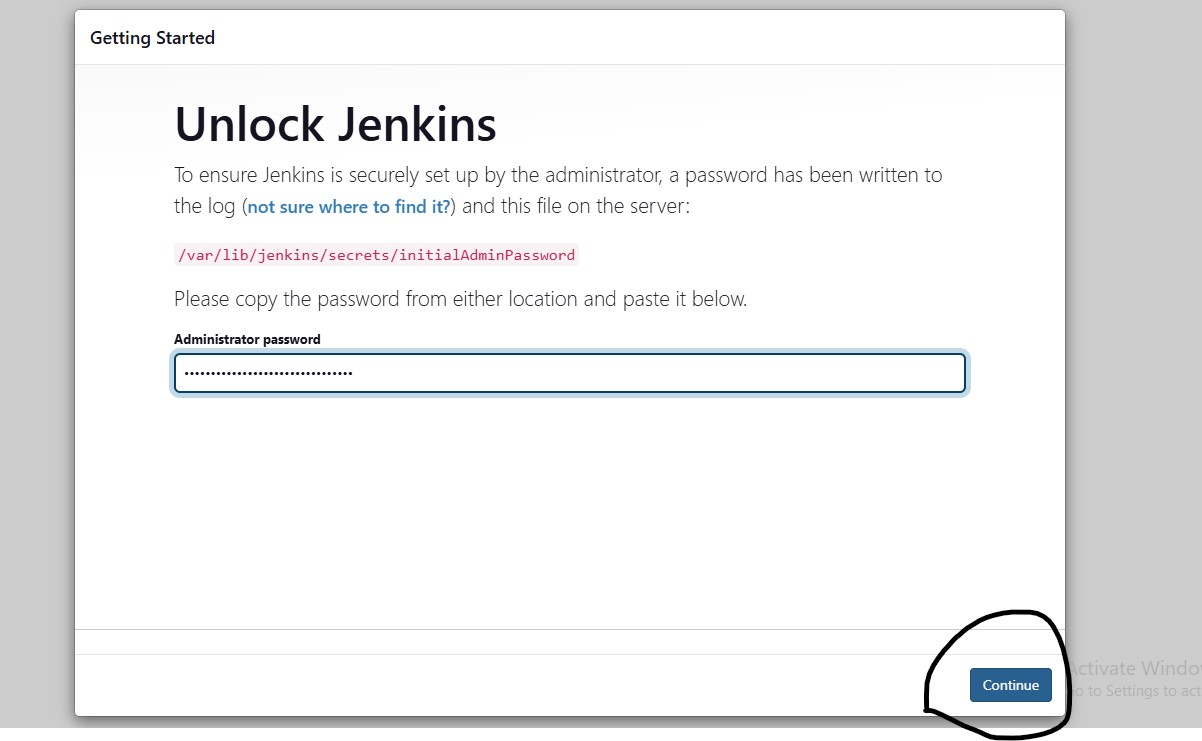 Getting Started
Unlock Jenkins
To ensure Jenkins is securely set up by the administrator, a password has been written to
the log (not sure where to find it?) and this file on the server:
/var/lib/jenkins/secrets/initialAdminPassword
Please copy the password from either location and paste it below.
Administrator password
••••••••••••••••••••••••••••••••
Continue
Activate Windo
o to Settings to act